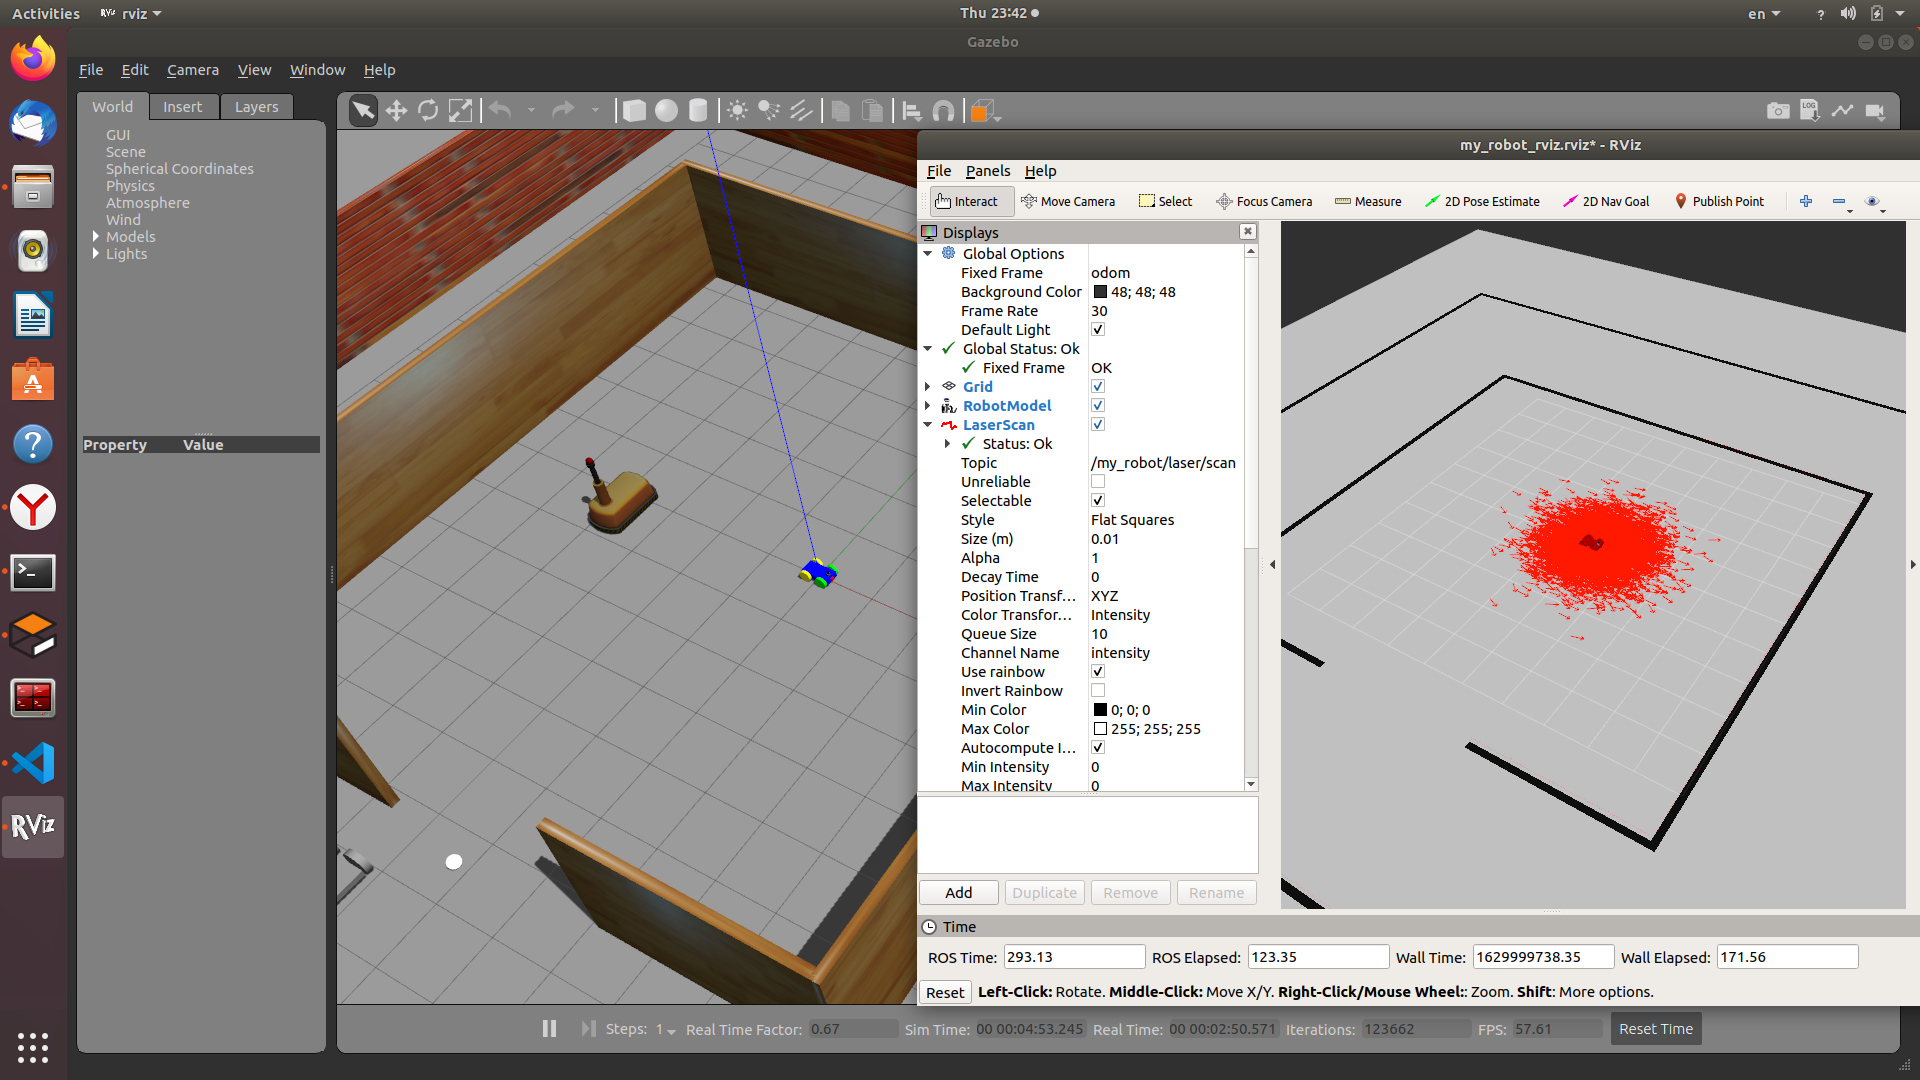 Activities
RViz rviz
Thu 23:42
en
?
Gazebo
File Edit Camera View Window Help
World Insert Layers
GUI
Scene
Spherical Coordinates
Physics
Atmosphere
Wind
Models
Lights
Property Value
LOG
my_robot_rviz.rviz* - RViz
File Panels Help
Interact Move Camera Select Focus Camera Measure 2D Pose Estimate 2D Nav Goal Publish Point
Displays
Global Options
Fixed Frame odom
Background Color 48; 48; 48
Frame Rate 30
Default Light
Global Status: Ok
Fixed Frame OK
Grid
RobotModel
LaserScan
Status: Ok
Topic /my_robot/laser/scan
Unreliable
Selectable
Style Flat Squares
Size (m) 0.01
Alpha 1
Decay Time 0
Position Transf... XYZ
Color Transfor... Intensity
Queue Size 10
Channel Name intensity
Use rainbow
Invert Rainbow
Min Color 0; 0; 0
Max Color 255; 255; 255
Autocompute I...
Min Intensity 0
Max Intensity 0
Add Duplicate Remove Rename
Time
ROS Time: 293.13 ROS Elapsed: 123.35 Wall Time: 1629999738.35 Wall Elapsed: 171.56
Reset Left-Click: Rotate. Middle-Click: Move X/Y. Right-Click/Mouse Wheel:: Zoom. Shift: More options.
Steps: 1 Real Time Factor: 0.67 Sim Time: 00 00:04:53.245 Real Time: 00 00:02:50.571 Iterations: 123662 FPS: 57.61 Reset Time
RViz